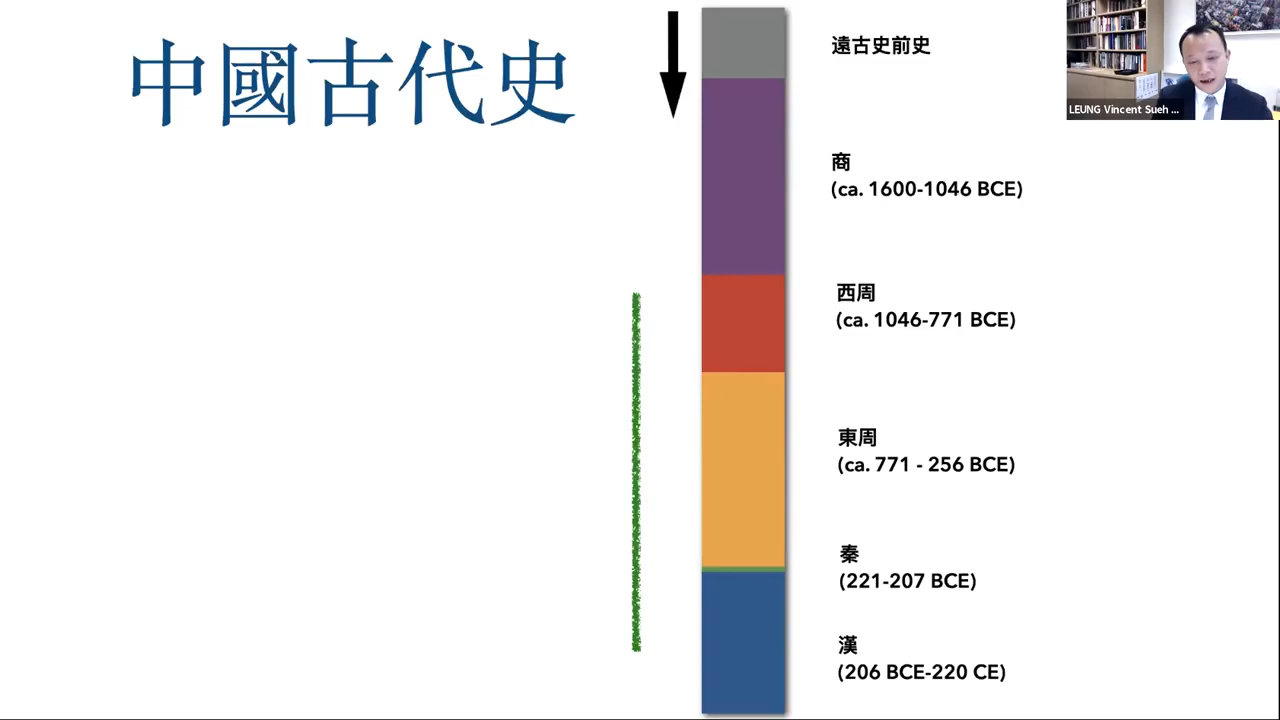 中國古代史
遠古史前史
商
(ca. 1600-1046 BCE)
西周
(ca. 1046-771 BCE)
東周
(ca. 771 - 256 BCE)
秦
(221-207 BCE)
漢
(206 BCE-220 CE)
LEUNG Vincent Sueh ...